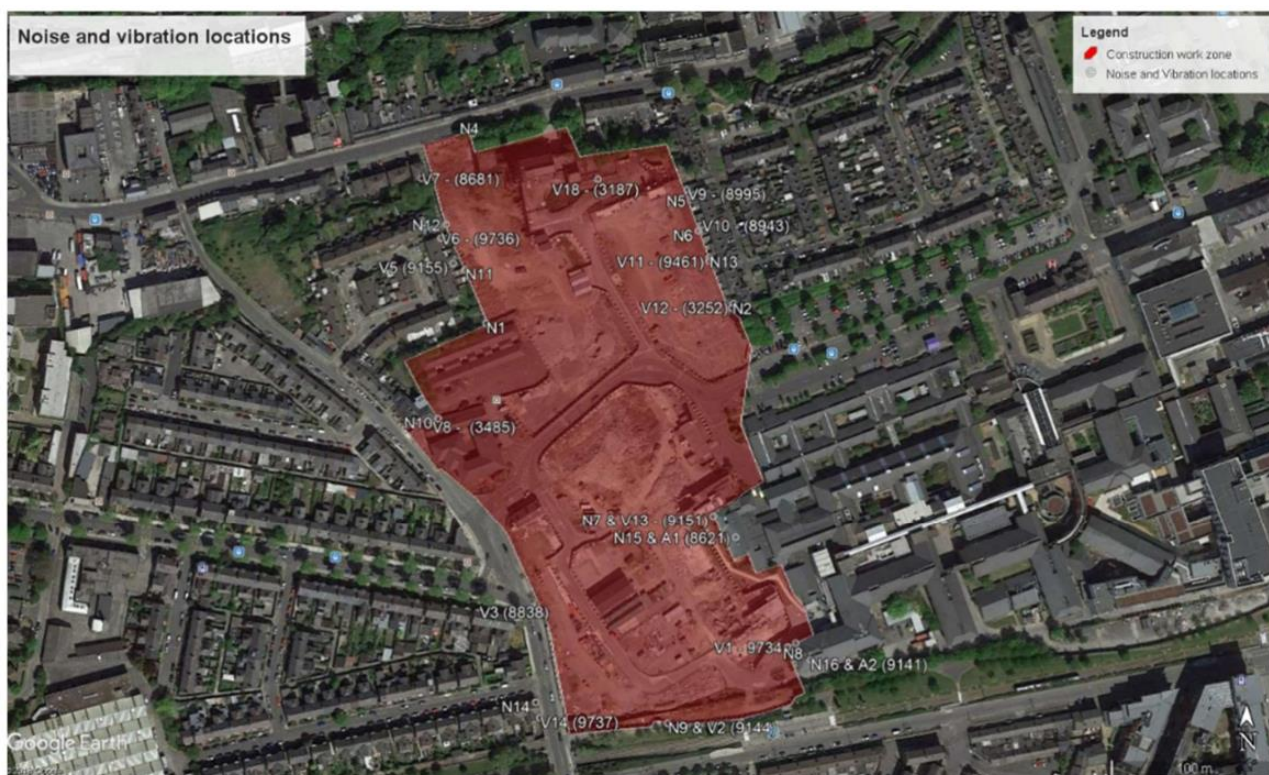 Noise and vibration locations
Legend
Construction work zone
Noise and Vibration locations
N4
V7 - (8681)
V18 - (3187)
V9 - (8995)
N5
N12
V10 - (8943)
N6
V6 - (9736)
V5 (9155)
N11
V11 - (9461) N13
V12 - (3252) N2
N1
N10
V8 - (3485)
N7 & V13 - (9151)
N15 & A1 (8621)
V3 (8838)
V1 - 9734
N8
N16 & A2 (9141)
N14
V14 (9737)
N9 & V2 (9144)
Google Earth
N
100 m